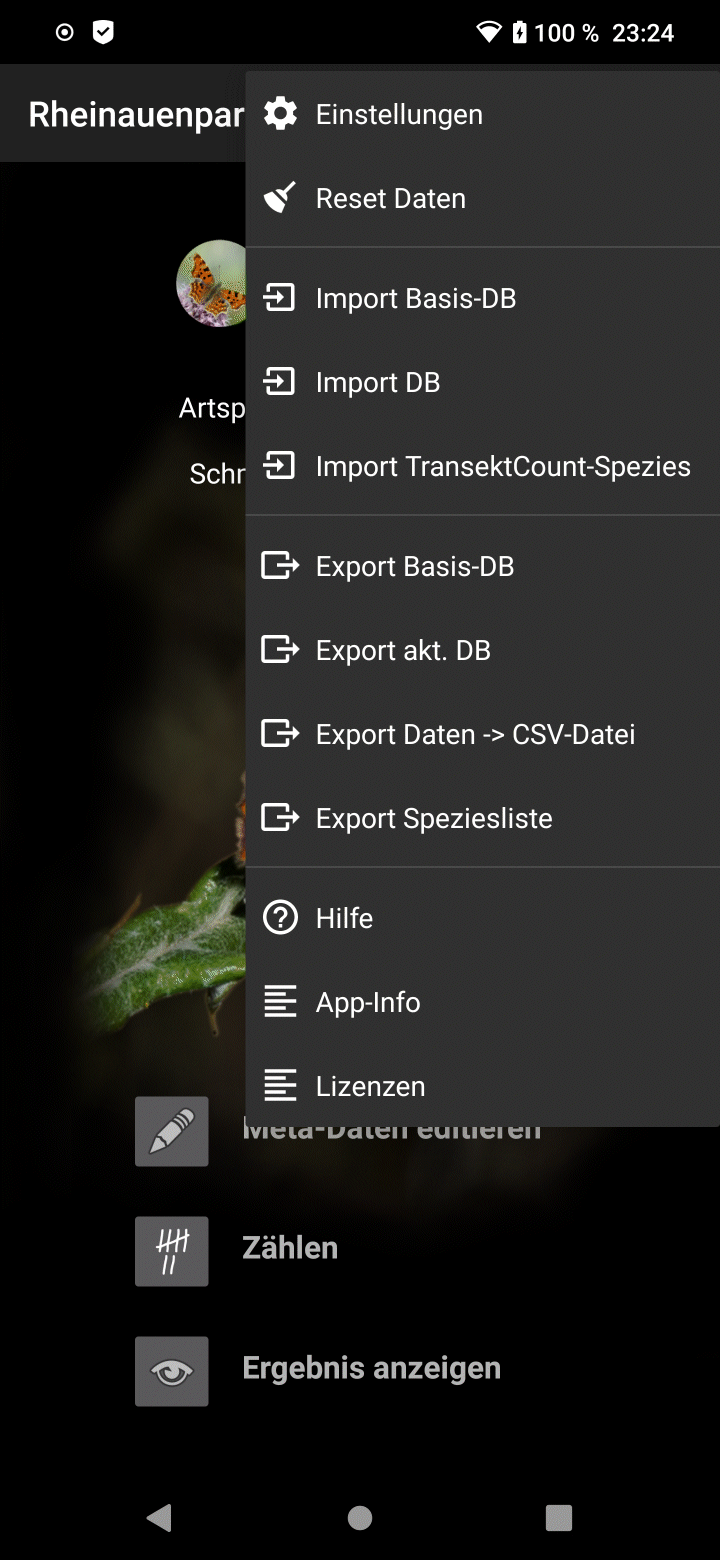 100 % 23:24
Rheinauenpar
Einstellungen
Reset Daten
Import Basis-DB
Import DB
Artsp
Import TransektCount-Spezies
Schr
Export Basis-DB
Export akt. DB
Export Daten -> CSV-Datei
Export Speziesliste
Hilfe
App-Info
Lizenzen
Meta-Daten editieren
Zählen
Ergebnis anzeigen